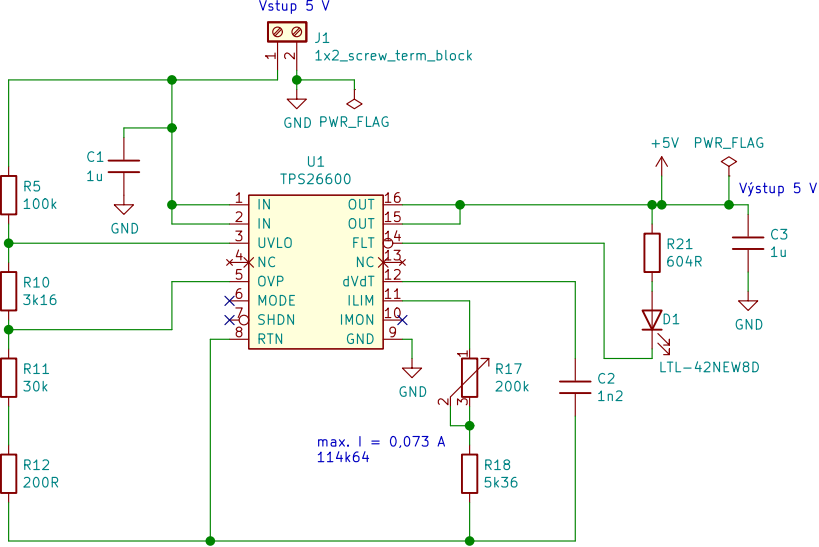 Vstup 5 V
J1
1x2_screw_term_block
1
2
GND
PWR_FLAG
C1
1u
GND
U1
TPS26600
+5V
PWR_FLAG
Výstup 5 V
R5
100k
1 IN OUT 16
2 IN OUT 15
3 UVLO FLT 14
4 NC NC 13
5 OVP dVdT 12
6 MODE ILIM 11
7 SHDN IMON 10
8 RTN GND 9
R21
604R
C3
1u
GND
R10
3k16
D1
LTL-42NEW8D
R11
30k
GND
1
2
3
R17
200k
C2
1n2
max. I = 0,073 A
114k64
R12
200R
R18
5k36